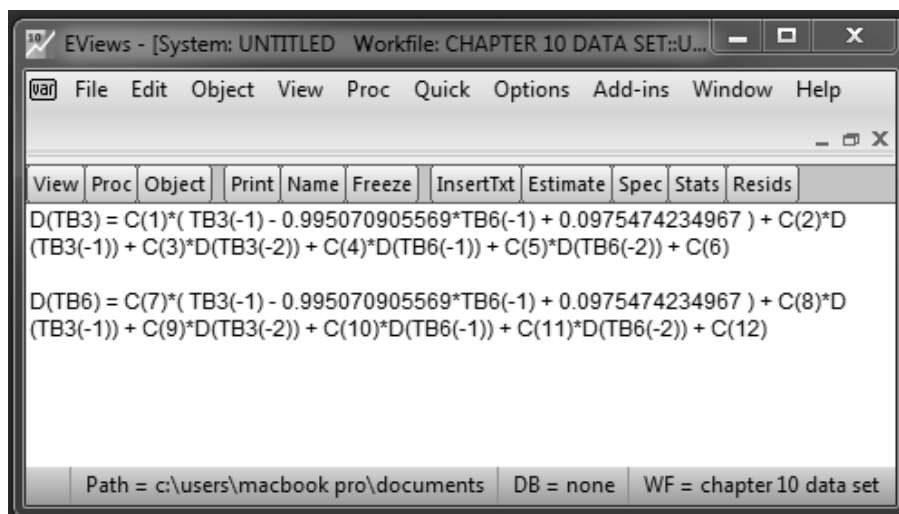 EViews - [System: UNTITLED Workfile: CHAPTER 10 DATA SET::U...
var File Edit Object View Proc Quick Options Add-ins Window Help
View Proc Object Print Name Freeze InsertTxt Estimate Spec Stats Resids
D(TB3) = C(1)*( TB3(-1) - 0.995070905569*TB6(-1) + 0.0975474234967 ) + C(2)*D
(TB3(-1)) + C(3)*D(TB3(-2)) + C(4)*D(TB6(-1)) + C(5)*D(TB6(-2)) + C(6)
D(TB6) = C(7)*( TB3(-1) - 0.995070905569*TB6(-1) + 0.0975474234967 ) + C(8)*D
(TB3(-1)) + C(9)*D(TB3(-2)) + C(10)*D(TB6(-1)) + C(11)*D(TB6(-2)) + C(12)
Path = c:\users\macbook pro\documents DB = none WF = chapter 10 data set